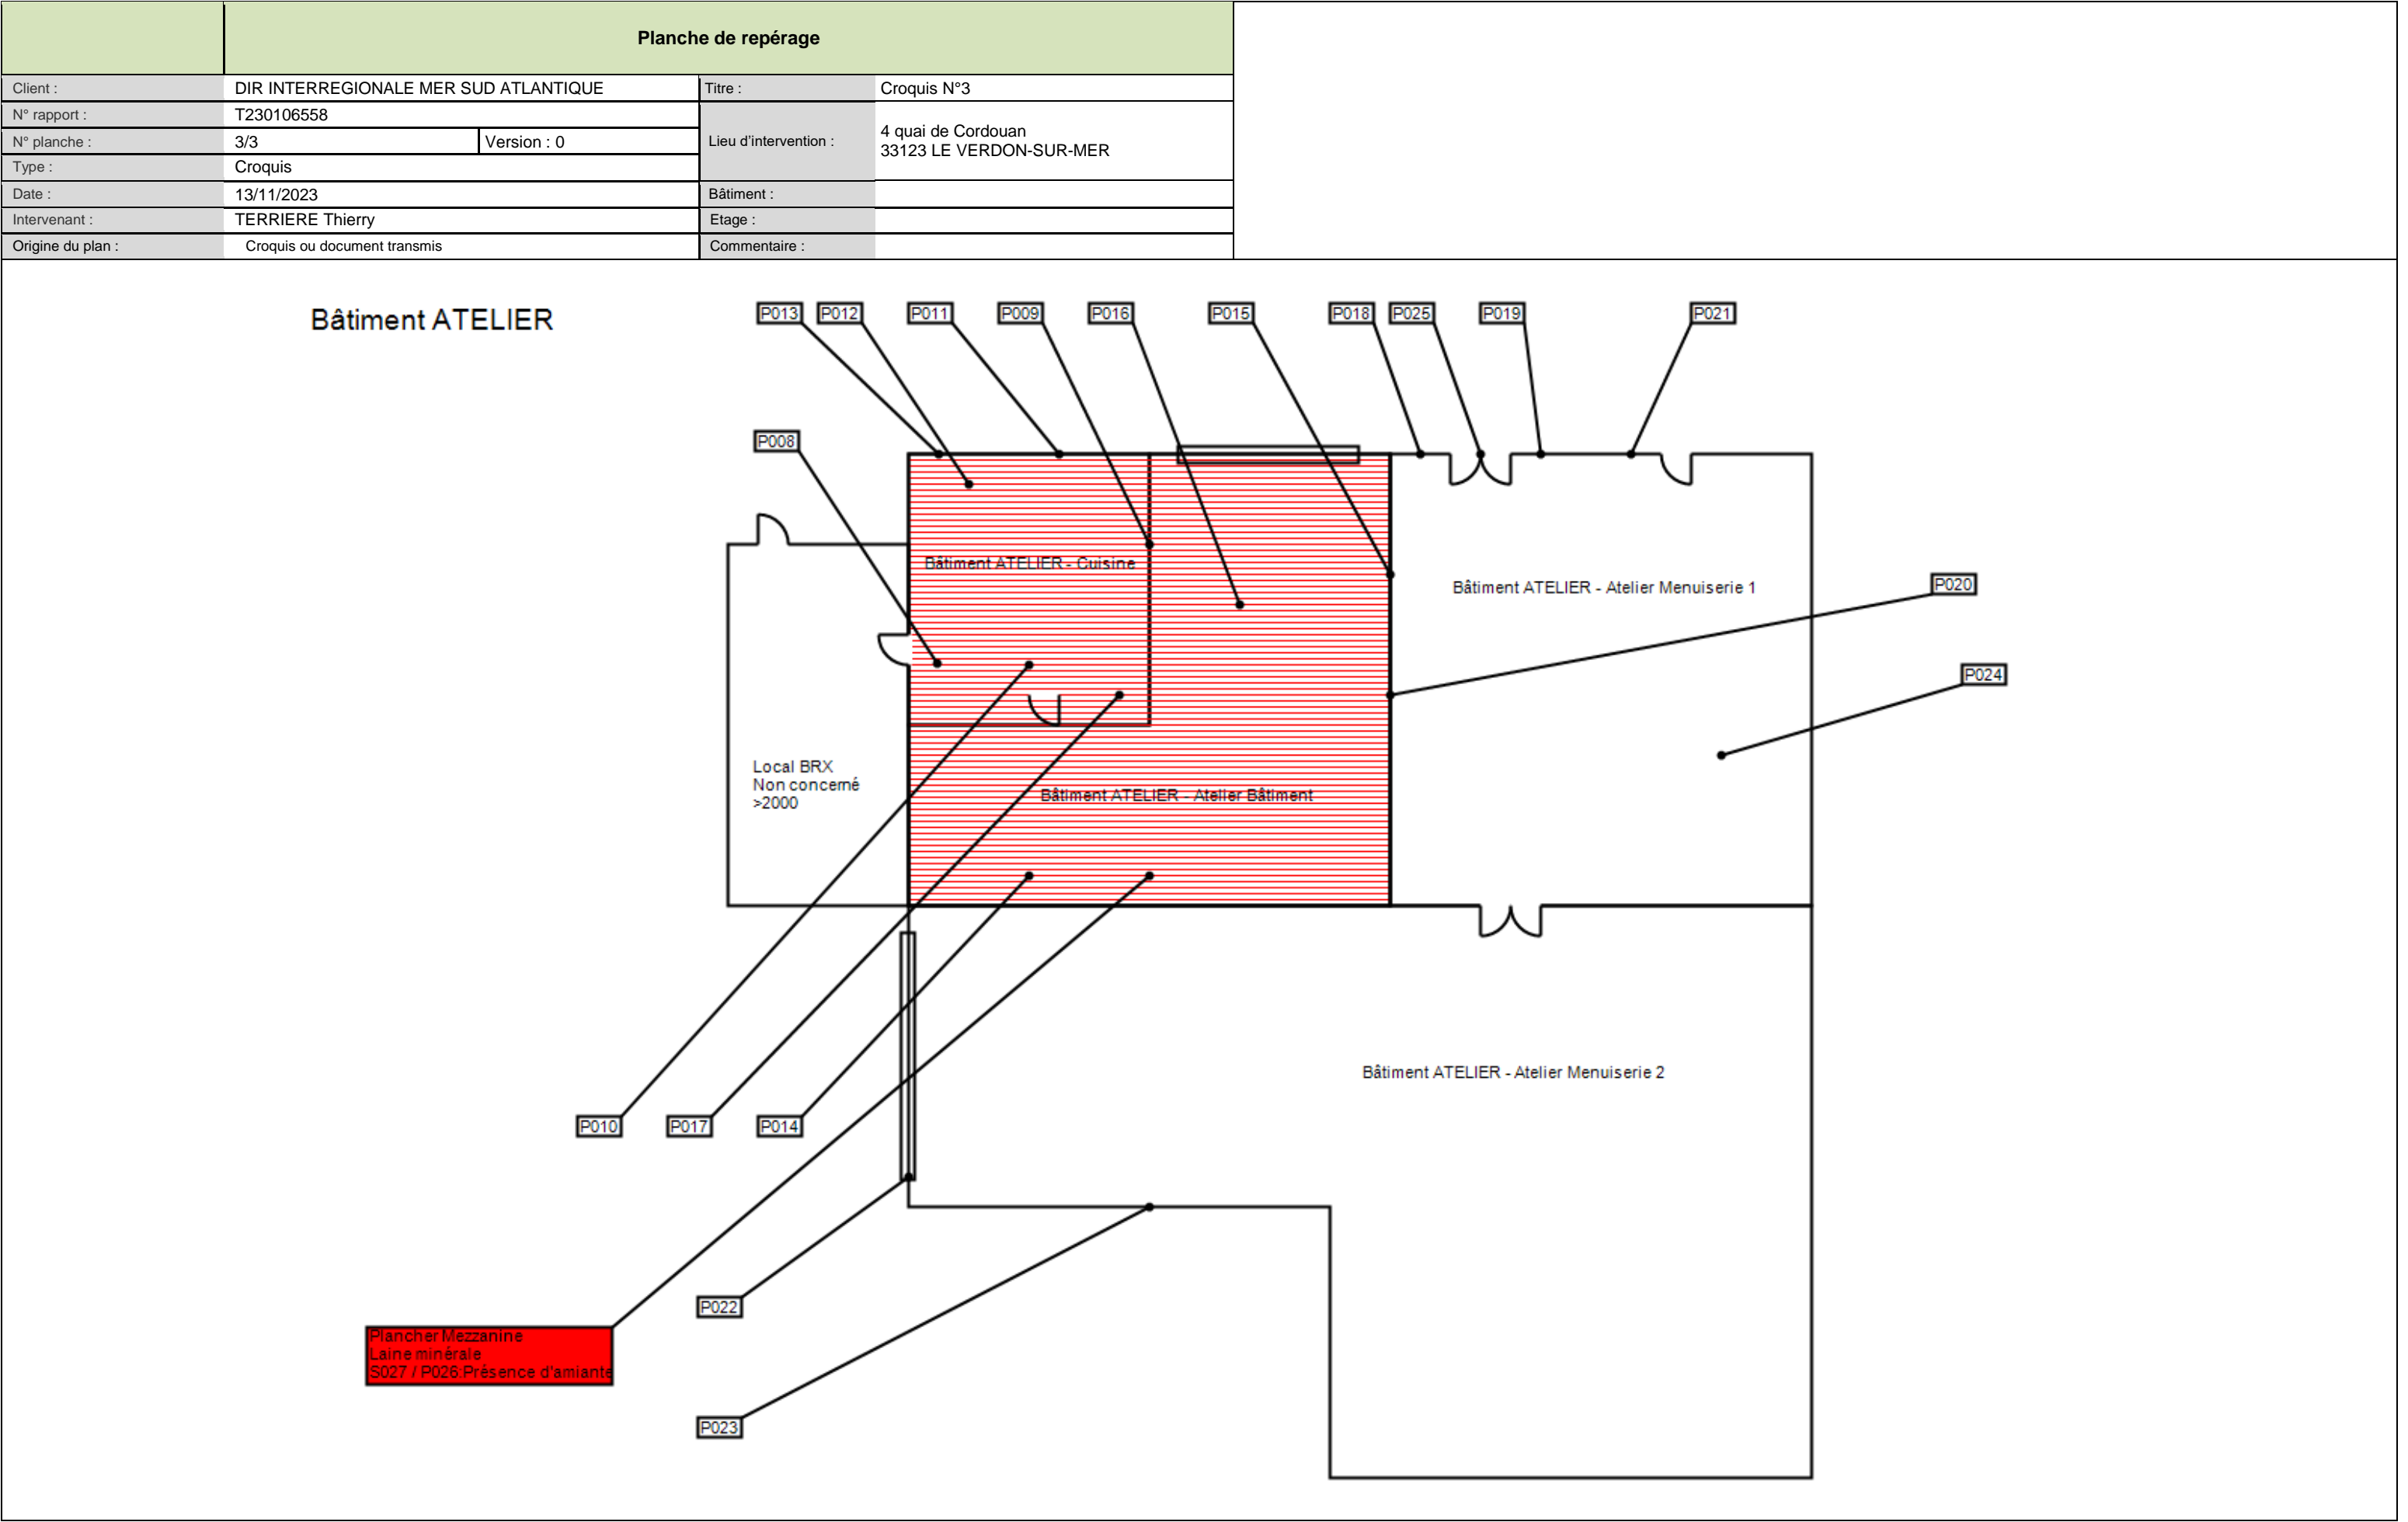 Planche de repérage
Client : DIR INTERREGIONALE MER SUD ATLANTIQUE Titre : Croquis N°3
N° rapport : T230106558
Lieu d'intervention : 4 quai de Cordouan
33123 LE VERDON-SUR-MER
N° planche : 3/3 Version : 0
Type : Croquis
Date : 13/11/2023 Bâtiment :
Intervenant : TERRIERE Thierry Etage :
Origine du plan : Croquis ou document transmis Commentaire :
Bâtiment ATELIER
P013 P012 P011 P009 P016 P015 P018 P025 P019 P021
P008
Bâtiment ATELIER - Cuisine
Bâtiment ATELIER - Atelier Menuiserie 1
P020
P024
Local BRX
Non concerné
>2000
Bâtiment ATELIER - Atelier Bâtiment
Bâtiment ATELIER - Atelier Menuiserie 2
P010 P017 P014
P022
Plancher Mezzanine
Laine minérale
S027 / P026:Présence d'amiante
P023